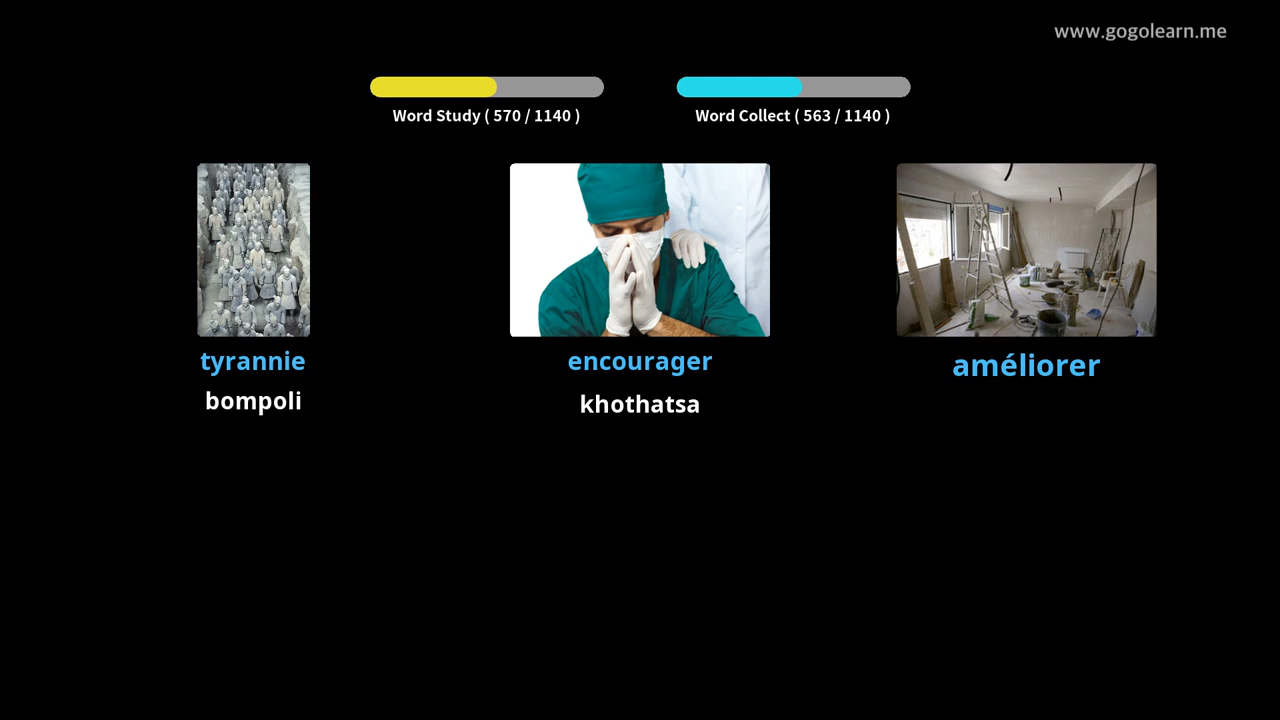 www.gogolearn.me
Word Study ( 570 / 1140 )
Word Collect ( 563 / 1140 )
tyrannie
bompoli
encourager
khothatsa
améliorer